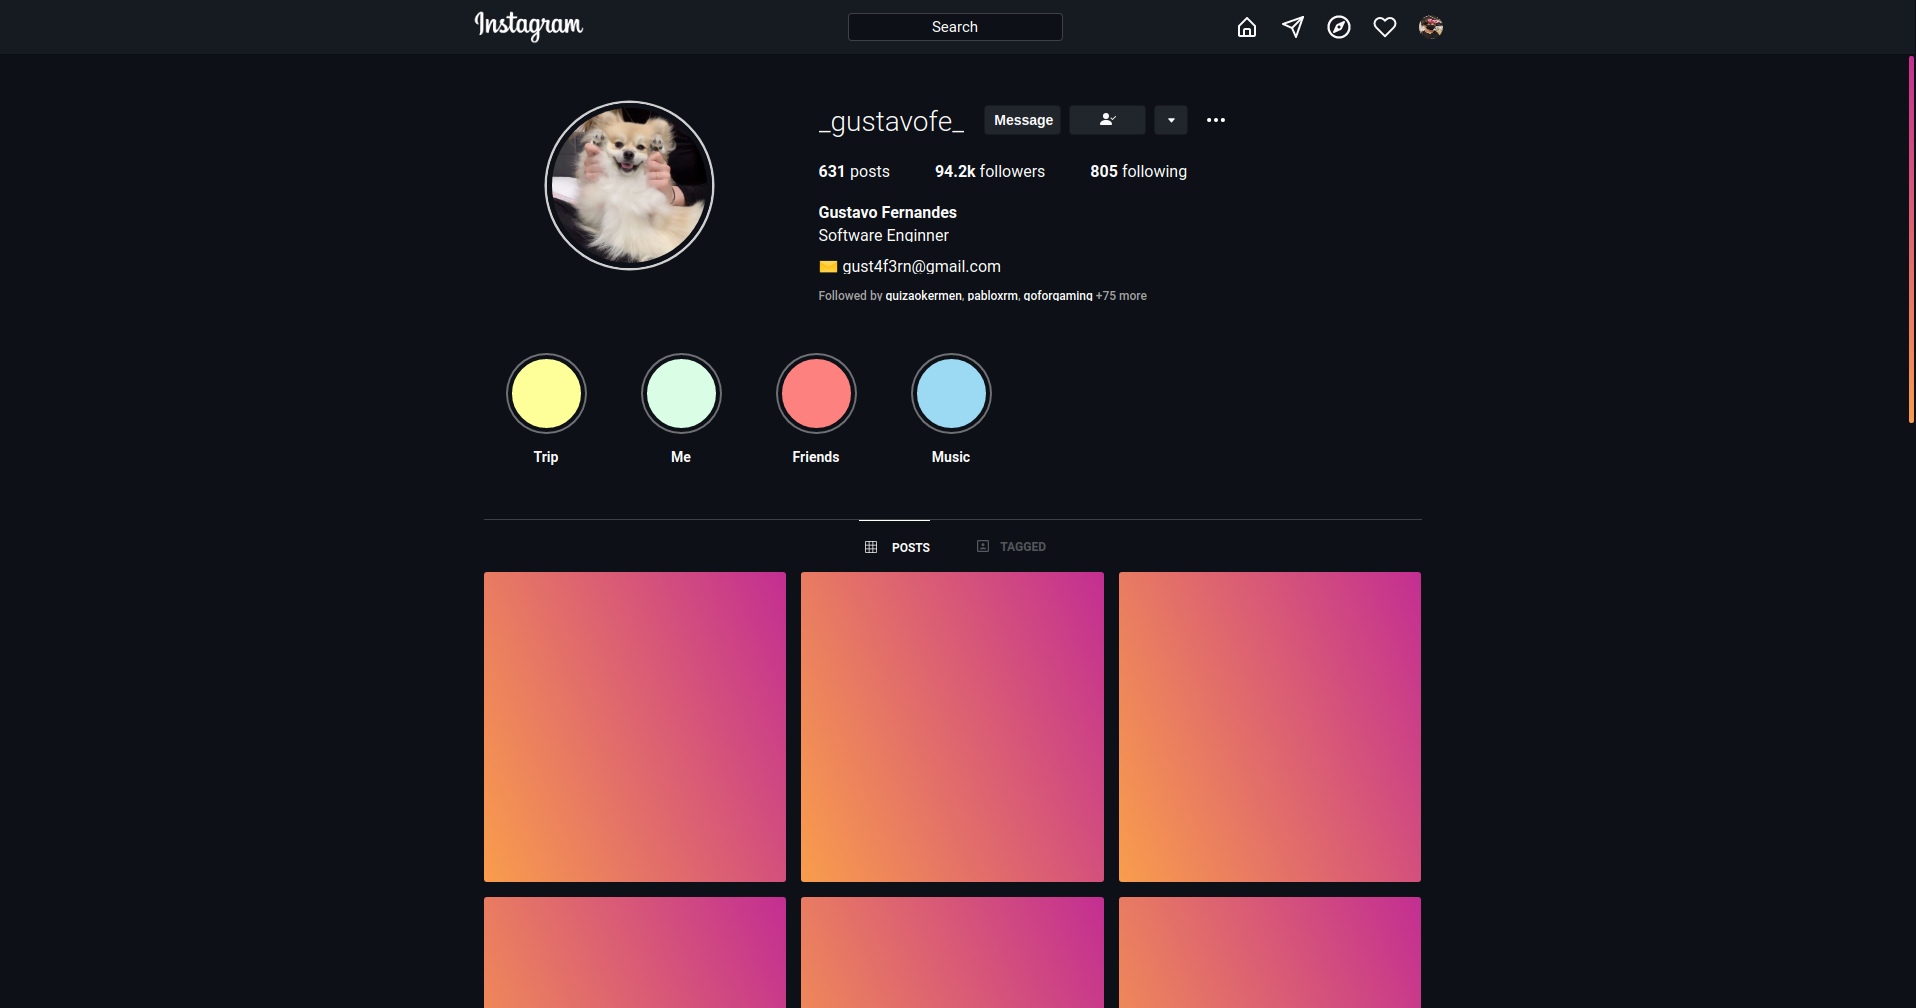 Instagram
Search
_gustavofe_
Message
631 posts 94.2k followers 805 following
Gustavo Fernandes
Software Enginner
gust4f3rn@gmail.com
Followed by guizaokermen, pabloxrm, goforgaming +75 more
Trip Me Friends Music
POSTS TAGGED